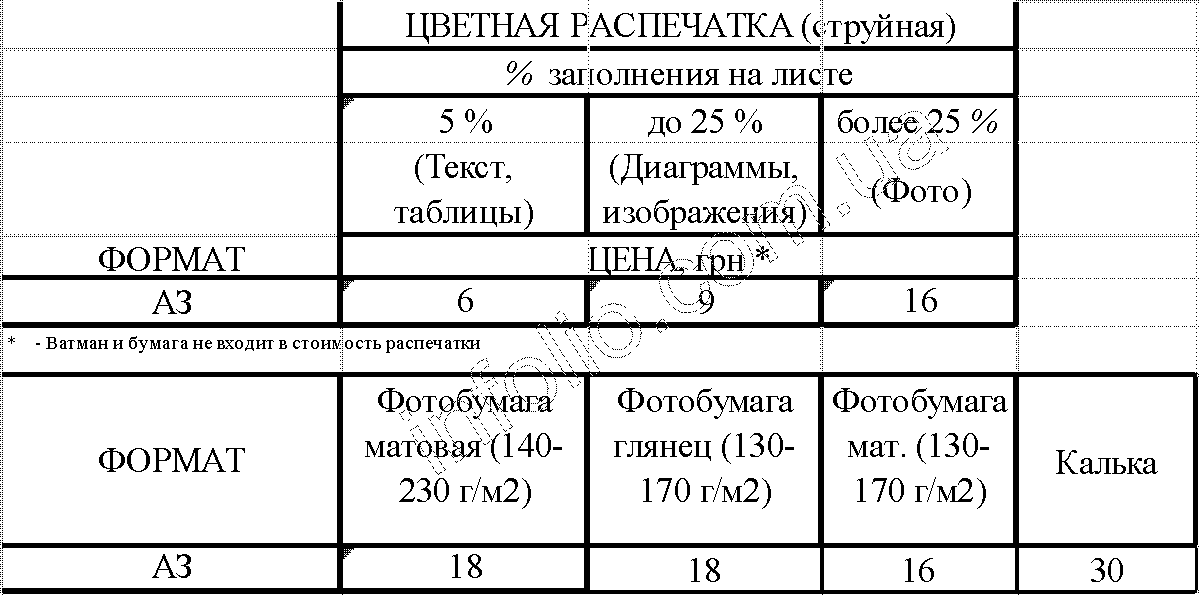 ЦВЕТНАЯ РАСПЕЧАТКА (струйная)
% заполнения на листе
5 %
(Текст,
таблицы)
до 25 %
(Диаграммы,
изображения)
более 25 %
(Фото)
ФОРМАТ
ЦЕНА, грн *
А3
6
9
16
* - Ватман и бумага не входит в стоимость распечатки
ФОРМАТ
Фотобумага
матовая (140-
230 г/м2)
Фотобумага
глянец (130-
170 г/м2)
Фотобумага
мат. (130-
170 г/м2)
Калька
А3
18
18
16
30
infolio.com.ua